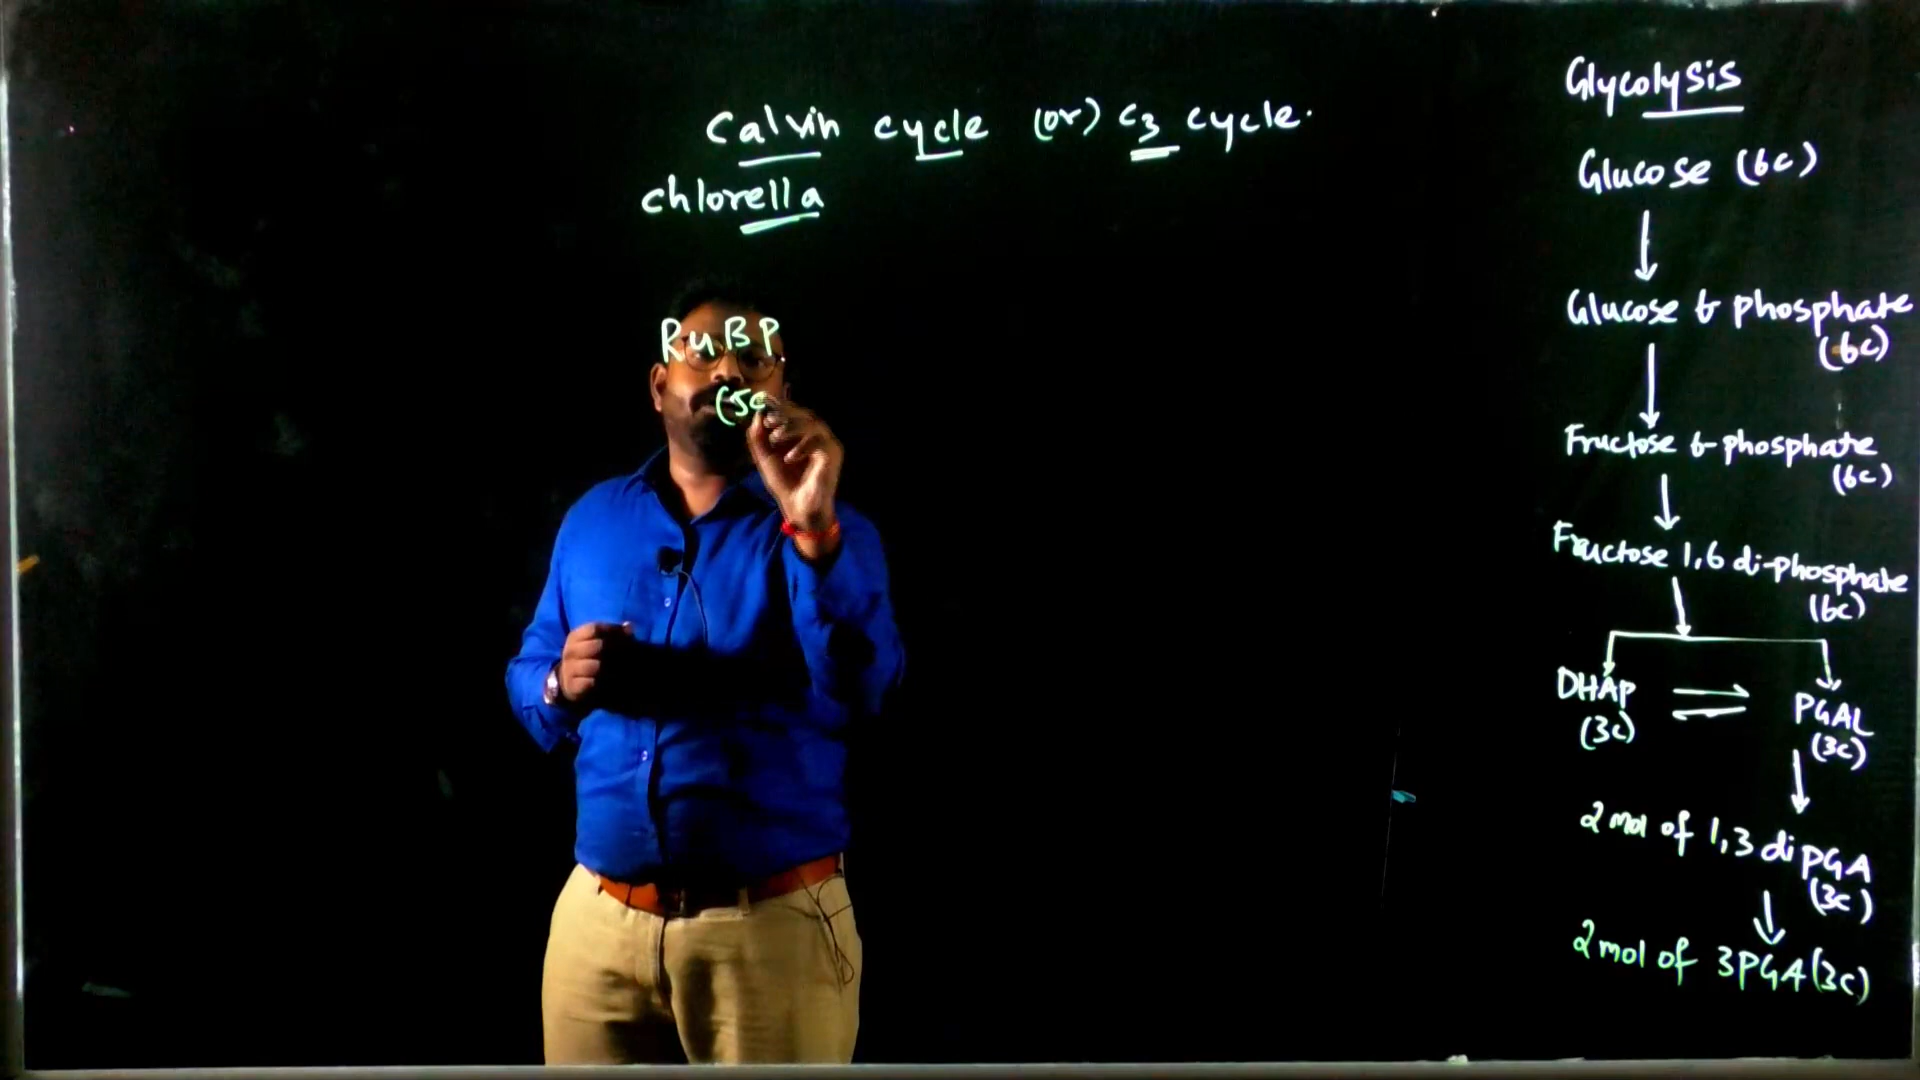 Calvin cycle (or) C3 cycle.
chlorella
RuBP
(5c
Glycolysis
Glucose (6c)
Glucose 6 phosphate
(6c)
Fructose 6-phosphate
(6c)
Fructose 1,6 di-phosphate
(6c)
DHAP
(3c)
PGAL
(3c)
2 mol of 1,3 diPGA
(3c)
2 mol of 3PGA(3c)